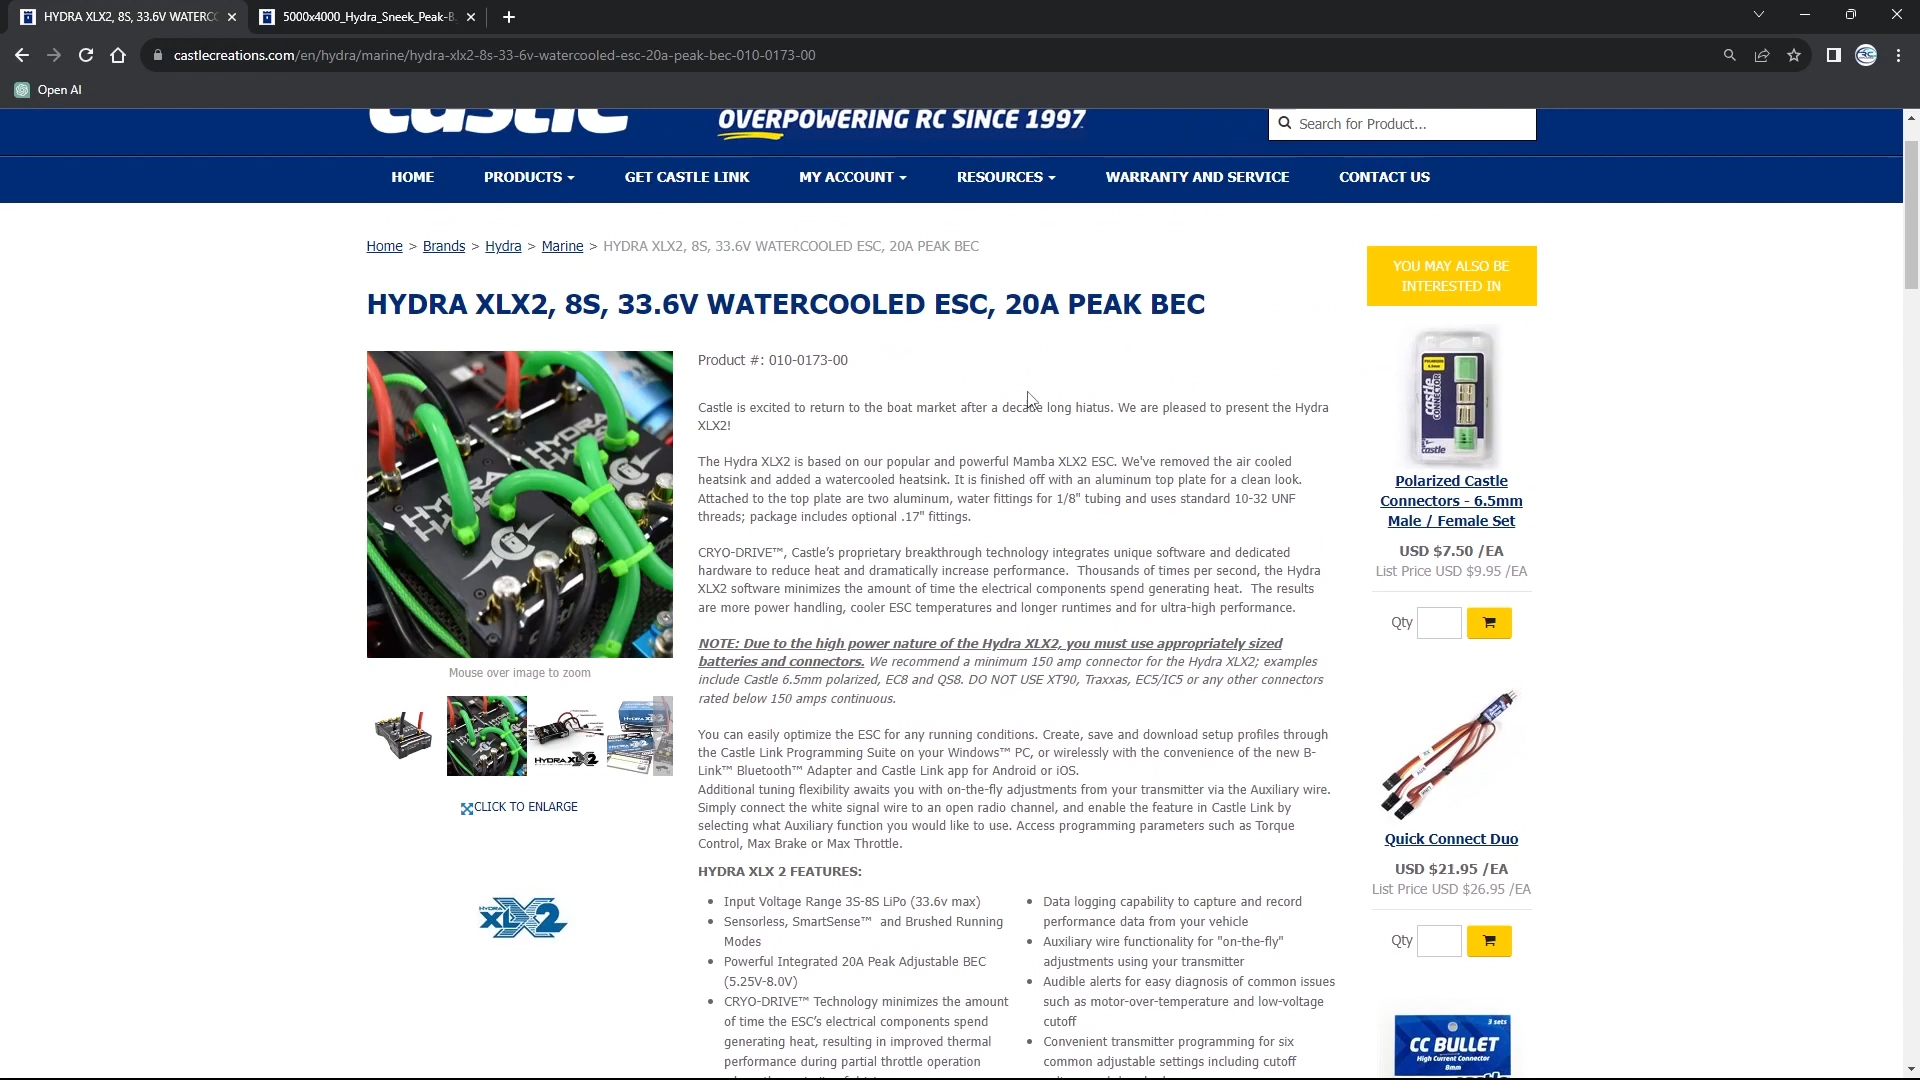 HYDRA XLX2, 8S, 33.6V WATERC
5000x4000_Hydra_Sneek_Peak-B
castlecreations.com/en/hydra/marine/hydra-xlx2-8s-33-6v-watercooled-esc-20a-peak-bec-010-0173-00
Open AI
castle
OVERPOWERING RC SINCE 1997
Search for Product...
HOME
PRODUCTS
GET CASTLE LINK
MY ACCOUNT
RESOURCES
WARRANTY AND SERVICE
CONTACT US
Home > Brands > Hydra > Marine > HYDRA XLX2, 8S, 33.6V WATERCOOLED ESC, 20A PEAK BEC
HYDRA XLX2, 8S, 33.6V WATERCOOLED ESC, 20A PEAK BEC
Product #: 010-0173-00
Castle is excited to return to the boat market after a decade long hiatus. We are pleased to present the Hydra
XLX2!
The Hydra XLX2 is based on our popular and powerful Mamba XLX2 ESC. We've removed the air cooled
heatsink and added a watercooled heatsink. It is finished off with an aluminum top plate for a clean look.
Attached to the top plate are two aluminum, water fittings for 1/8" tubing and uses standard 10-32 UNF
threads; package includes optional .17" fittings.
CRYO-DRIVE™, Castle's proprietary breakthrough technology integrates unique software and dedicated
hardware to reduce heat and dramatically increase performance. Thousands of times per second, the Hydra
XLX2 software minimizes the amount of time the electrical components spend generating heat. The results
are more power handling, cooler ESC temperatures and longer runtimes and for ultra-high performance.
NOTE: Due to the high power nature of the Hydra XLX2, you must use appropriately sized
batteries and connectors. We recommend a minimum 150 amp connector for the Hydra XLX2; examples
include Castle 6.5mm polarized, EC8 and QS8. DO NOT USE XT90, Traxxas, EC5/IC5 or any other connectors
rated below 150 amps continuous.
You can easily optimize the ESC for any running conditions. Create, save and download setup profiles through
the Castle Link Programming Suite on your Windows™ PC, or wirelessly with the convenience of the new B-
Link™ Bluetooth™ Adapter and Castle Link app for Android or iOS.
Additional tuning flexibility awaits you with on-the-fly adjustments from your transmitter via the Auxiliary wire.
Simply connect the white signal wire to an open radio channel, and enable the feature in Castle Link by
selecting what Auxiliary function you would like to use. Access programming parameters such as Torque
Control, Max Brake or Max Throttle.
HYDRA XLX 2 FEATURES:
Input Voltage Range 3S-8S LiPo (33.6v max)
Sensorless, SmartSense™ and Brushed Running
Modes
Powerful Integrated 20A Peak Adjustable BEC
(5.25V-8.0V)
CRYO-DRIVE™ Technology minimizes the amount
of time the ESC's electrical components spend
generating heat, resulting in improved thermal
performance during partial throttle operation
Data logging capability to capture and record
performance data from your vehicle
Auxiliary wire functionality for "on-the-fly"
adjustments using your transmitter
Audible alerts for easy diagnosis of common issues
such as motor-over-temperature and low-voltage
cutoff
Convenient transmitter programming for six
common adjustable settings including cutoff
HYDRA
HYDRA
Mouse over image to zoom
HYDRA XLX2
CLICK TO ENLARGE
HYDRA
XLX2
YOU MAY ALSO BE
INTERESTED IN
castle
CONNECTOR
castle
Polarized Castle
Connectors - 6.5mm
Male / Female Set
USD $7.50 /EA
List Price USD $9.95 /EA
Qty
Quick Connect Duo
USD $21.95 /EA
List Price USD $26.95 /EA
Qty
3 sets
CC BULLET
High Current Connector
8mm